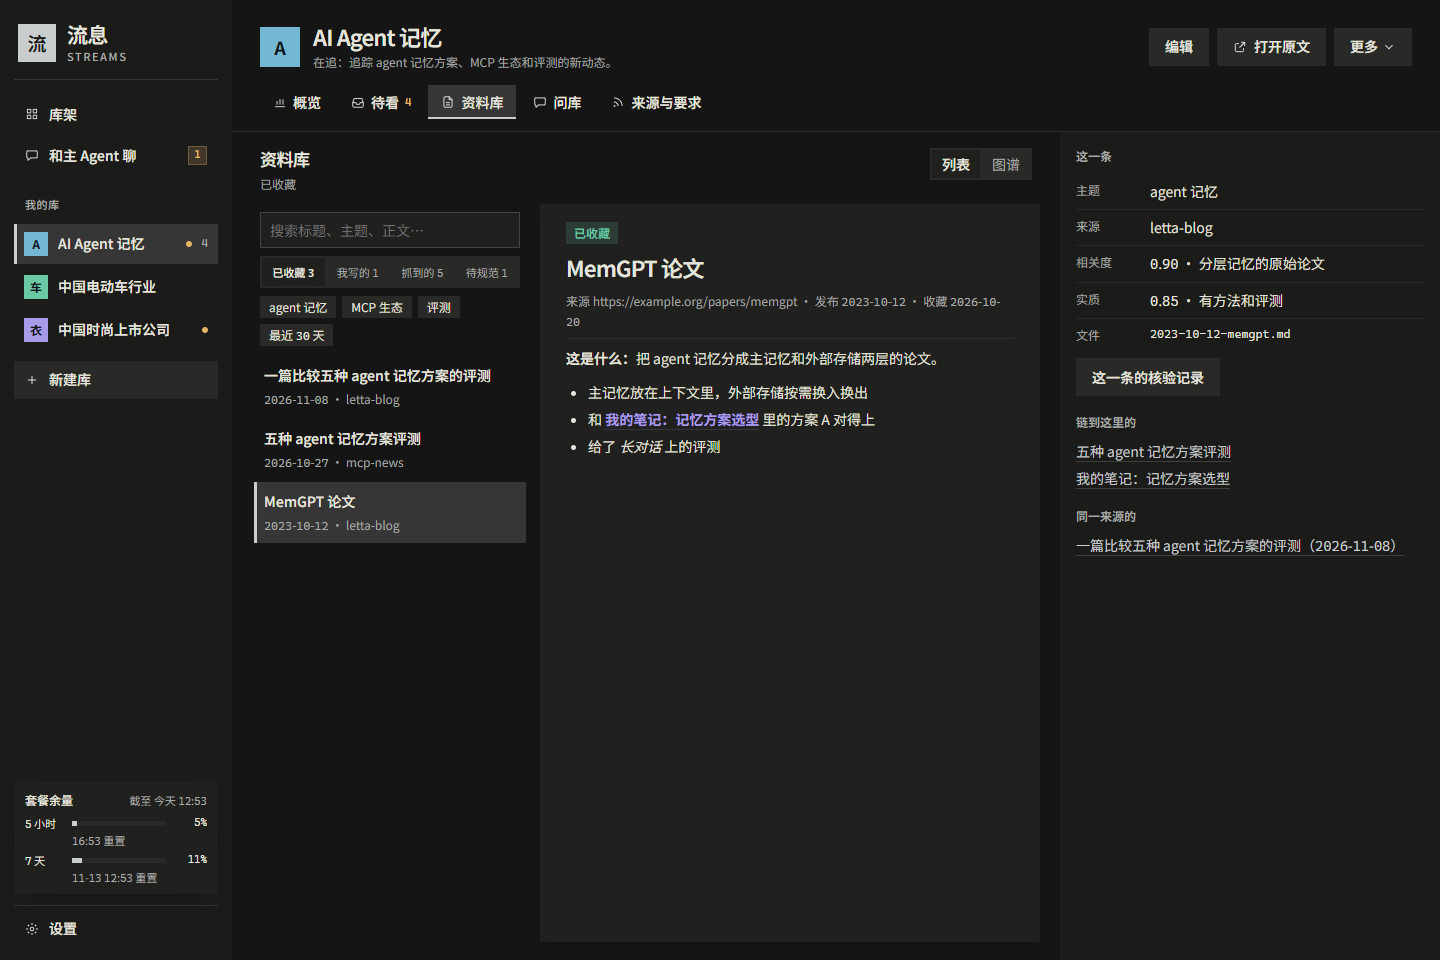 流
流息
STREAMS
库架
和主 Agent 聊 1
我的库
A AI Agent 记忆 4
车 中国电动车行业
衣 中国时尚上市公司
新建库
套餐余量 截至 今天 12:53
5 小时 5%
16:53 重置
7 天 11%
11-13 12:53 重置
设置
A
AI Agent 记忆
在追：追踪 agent 记忆方案、MCP 生态和评测的新动态。
编辑 打开原文 更多
概览 待看 4 资料库 问库 来源与要求
资料库
已收藏
列表 图谱
搜索标题、主题、正文…
已收藏 3 我写的 1 抓到的 5 待规范 1
agent 记忆 MCP 生态 评测
最近 30 天
一篇比较五种 agent 记忆方案的评测
2026-11-08 · letta-blog
五种 agent 记忆方案评测
2026-10-27 · mcp-news
MemGPT 论文
2023-10-12 · letta-blog
已收藏
MemGPT 论文
来源 https://example.org/papers/memgpt · 发布 2023-10-12 · 收藏 2026-10-
20
这是什么：把 agent 记忆分成主记忆和外部存储两层的论文。
• 主记忆放在上下文里，外部存储按需换入换出
• 和 我的笔记：记忆方案选型 里的方案 A 对得上
• 给了 长对话 上的评测
这一条
主题 agent 记忆
来源 letta-blog
相关度 0.90 · 分层记忆的原始论文
实质 0.85 · 有方法和评测
文件 2023-10-12-memgpt.md
这一条的核验记录
链到这里的
五种 agent 记忆方案评测
我的笔记：记忆方案选型
同一来源的
一篇比较五种 agent 记忆方案的评测（2026-11-08）